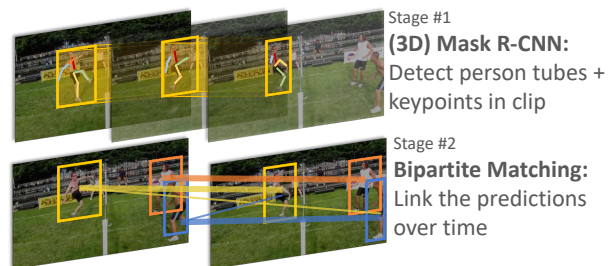 Stage #1
(3D) Mask R-CNN:
Detect person tubes +
keypoints in clip
Stage #2
Bipartite Matching:
Link the predictions
over time